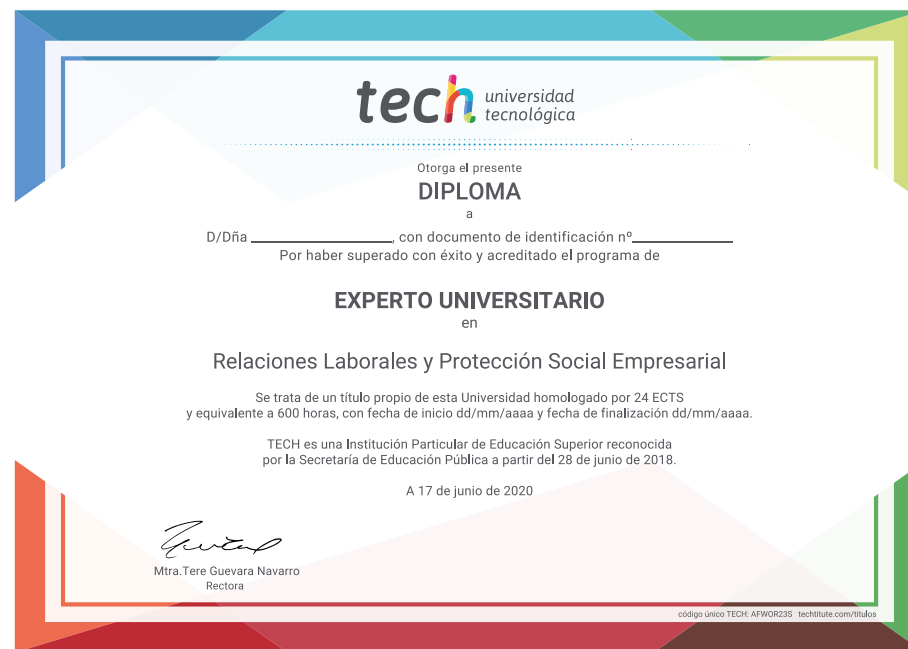 tech universidad
tecnológica
Otorga el presente
DIPLOMA
a
D/Dña ____________________, con documento de identificación nº______________
Por haber superado con éxito y acreditado el programa de
EXPERTO UNIVERSITARIO
en
Relaciones Laborales y Protección Social Empresarial
Se trata de un título propio de esta Universidad homologado por 24 ECTS
y equivalente a 600 horas, con fecha de inicio dd/mm/aaaa y fecha de finalización dd/mm/aaaa.
TECH es una Institución Particular de Educación Superior reconocida
por la Secretaría de Educación Pública a partir del 28 de junio de 2018.
A 17 de junio de 2020
Mtra.Tere Guevara Navarro
Rectora
código único TECH: AFWOR23S techtitute.com/titulos